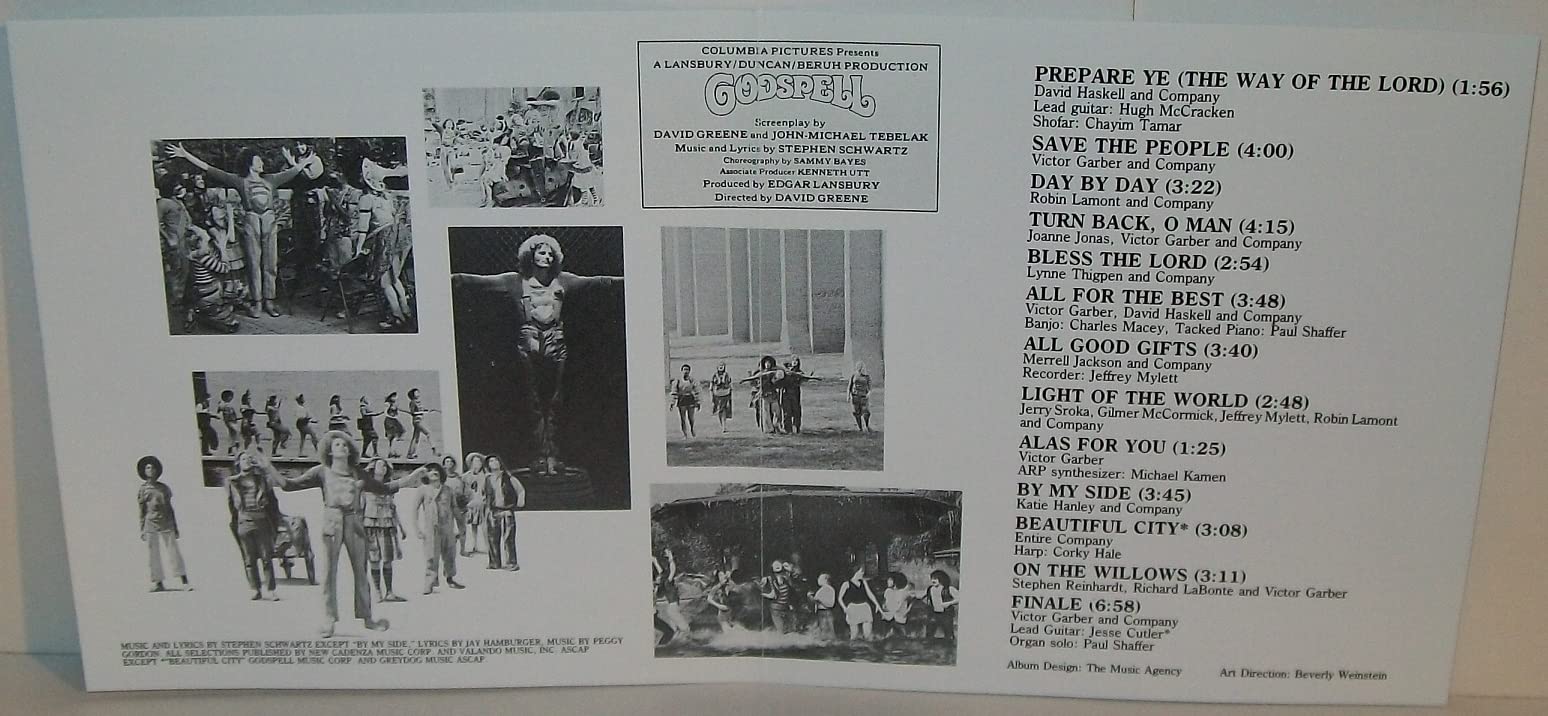 COLUMBIA PICTURES Presents
A LANSBURY/DUNCAN/BERUH PRODUCTION
GODSPELL
Screenplay by
DAVID GREENE and JOHN-MICHAEL TEBELAK
Music and Lyrics by STEPHEN SCHWARTZ
Choreography by SAMMY BAYES
Associate Producer KENNETH UTT
Produced by EDGAR LANSBURY
Directed by DAVID GREENE
MUSIC AND LYRICS BY STEPHEN SCHWARTZ EXCEPT "BY MY SIDE," LYRICS BY JAY HAMBURGER, MUSIC BY PEGGY
GORDON. ALL SELECTIONS PUBLISHED BY NEW CADENZA MUSIC CORP. AND VALANDO MUSIC, INC. ASCAP
EXCEPT *"BEAUTIFUL CITY" GODSPELL MUSIC CORP. AND GREYDOG MUSIC ASCAP
PREPARE YE (THE WAY OF THE LORD) (1:56)
David Haskell and Company
Lead guitar: Hugh McCracken
Shofar: Chayim Tamar
SAVE THE PEOPLE (4:00)
Victor Garber and Company
DAY BY DAY (3:22)
Robin Lamont and Company
TURN BACK, O MAN (4:15)
Joanne Jonas, Victor Garber and Company
BLESS THE LORD (2:54)
Lynne Thigpen and Company
ALL FOR THE BEST (3:48)
Victor Garber, David Haskell and Company
Banjo: Charles Macey, Tacked Piano: Paul Shaffer
ALL GOOD GIFTS (3:40)
Merrell Jackson and Company
Recorder: Jeffrey Mylett
LIGHT OF THE WORLD (2:48)
Jerry Sroka, Gilmer McCormick, Jeffrey Mylett, Robin Lamont
and Company
ALAS FOR YOU (1:25)
Victor Garber
ARP synthesizer: Michael Kamen
BY MY SIDE (3:45)
Katie Hanley and Company
BEAUTIFUL CITY* (3:08)
Entire Company
Harp: Corky Hale
ON THE WILLOWS (3:11)
Stephen Reinhardt, Richard LaBonte and Victor Garber
FINALE (6:58)
Victor Garber and Company
Lead Guitar: Jesse Cutler*
Organ solo: Paul Shaffer
Album Design: The Music Agency
Art Direction: Beverly Weinstein